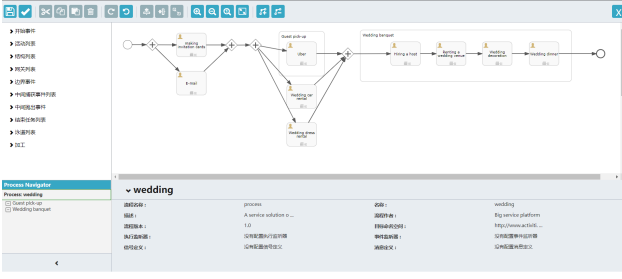 X
开始事件
活动列表
结构列表
网关列表
边界事件
中间捕获事件列表
中间抛出事件
结束任务列表
泳道列表
加工
Making invitation cards
E-mail
Guest pick-up
Uber
Wedding car rental
Wedding dress rental
Wedding banquet
Hiring a host
Renting a wedding venue
Wedding decoration
Wedding dinner
Process Navigator
Process: wedding
Guest pick-up
Wedding banquet
wedding
流程名称： process 名称： wedding
描述： A service solution o ... 流程作者： Big service platform
流程版本： 1.0 目标命名空间： http://www.activiti....
执行监听器： 没有配置执行监听器 事件监听器： 没有配置事件监听器
信号定义： 没有配置信号定义 消息定义： 没有配置消息定义